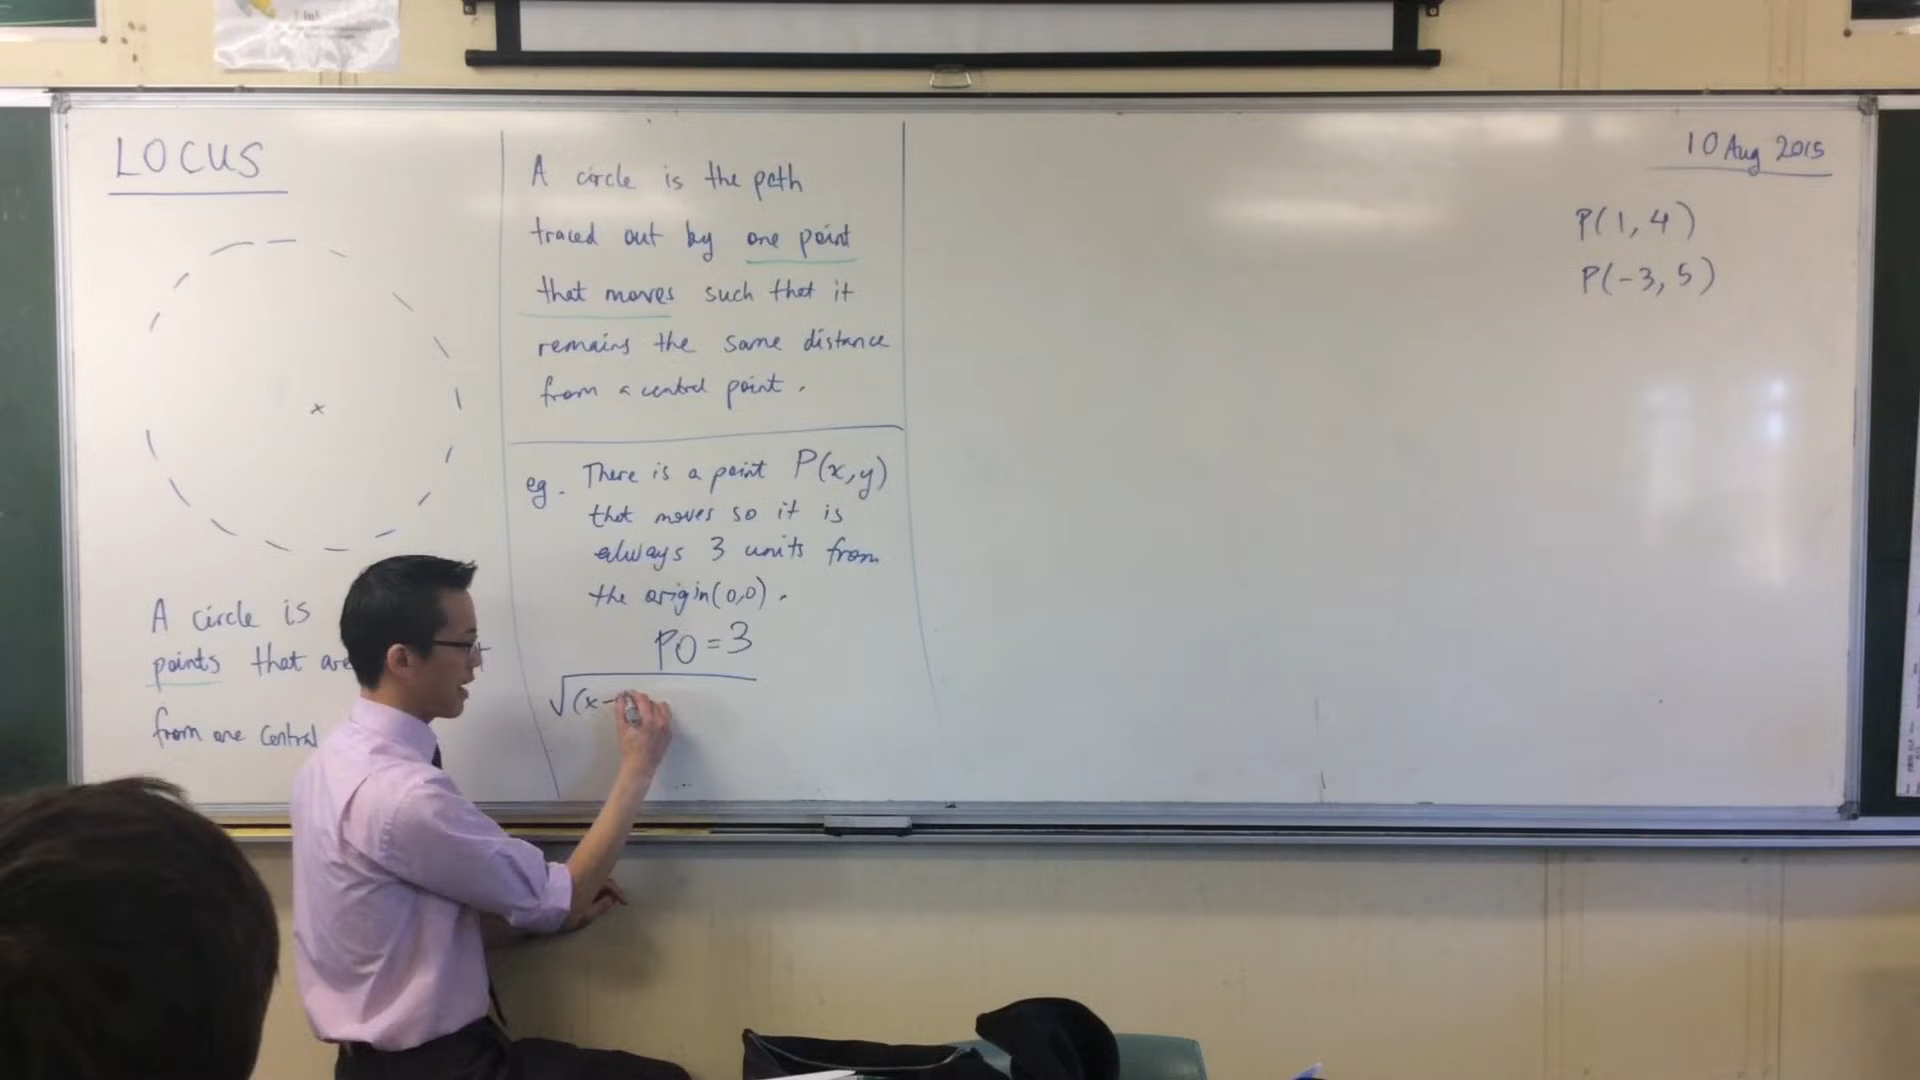 LOCUS
A circle is
points that are
from one central
A circle is the path
traced out by one point
that moves such that it
remains the same distance
from a central point.
eg. There is a point P(x,y)
that moves so it is
always 3 units from
the origin (0,0).
PO = 3
√(x-
10 Aug 2015
P(1, 4)
P(-3, 5)